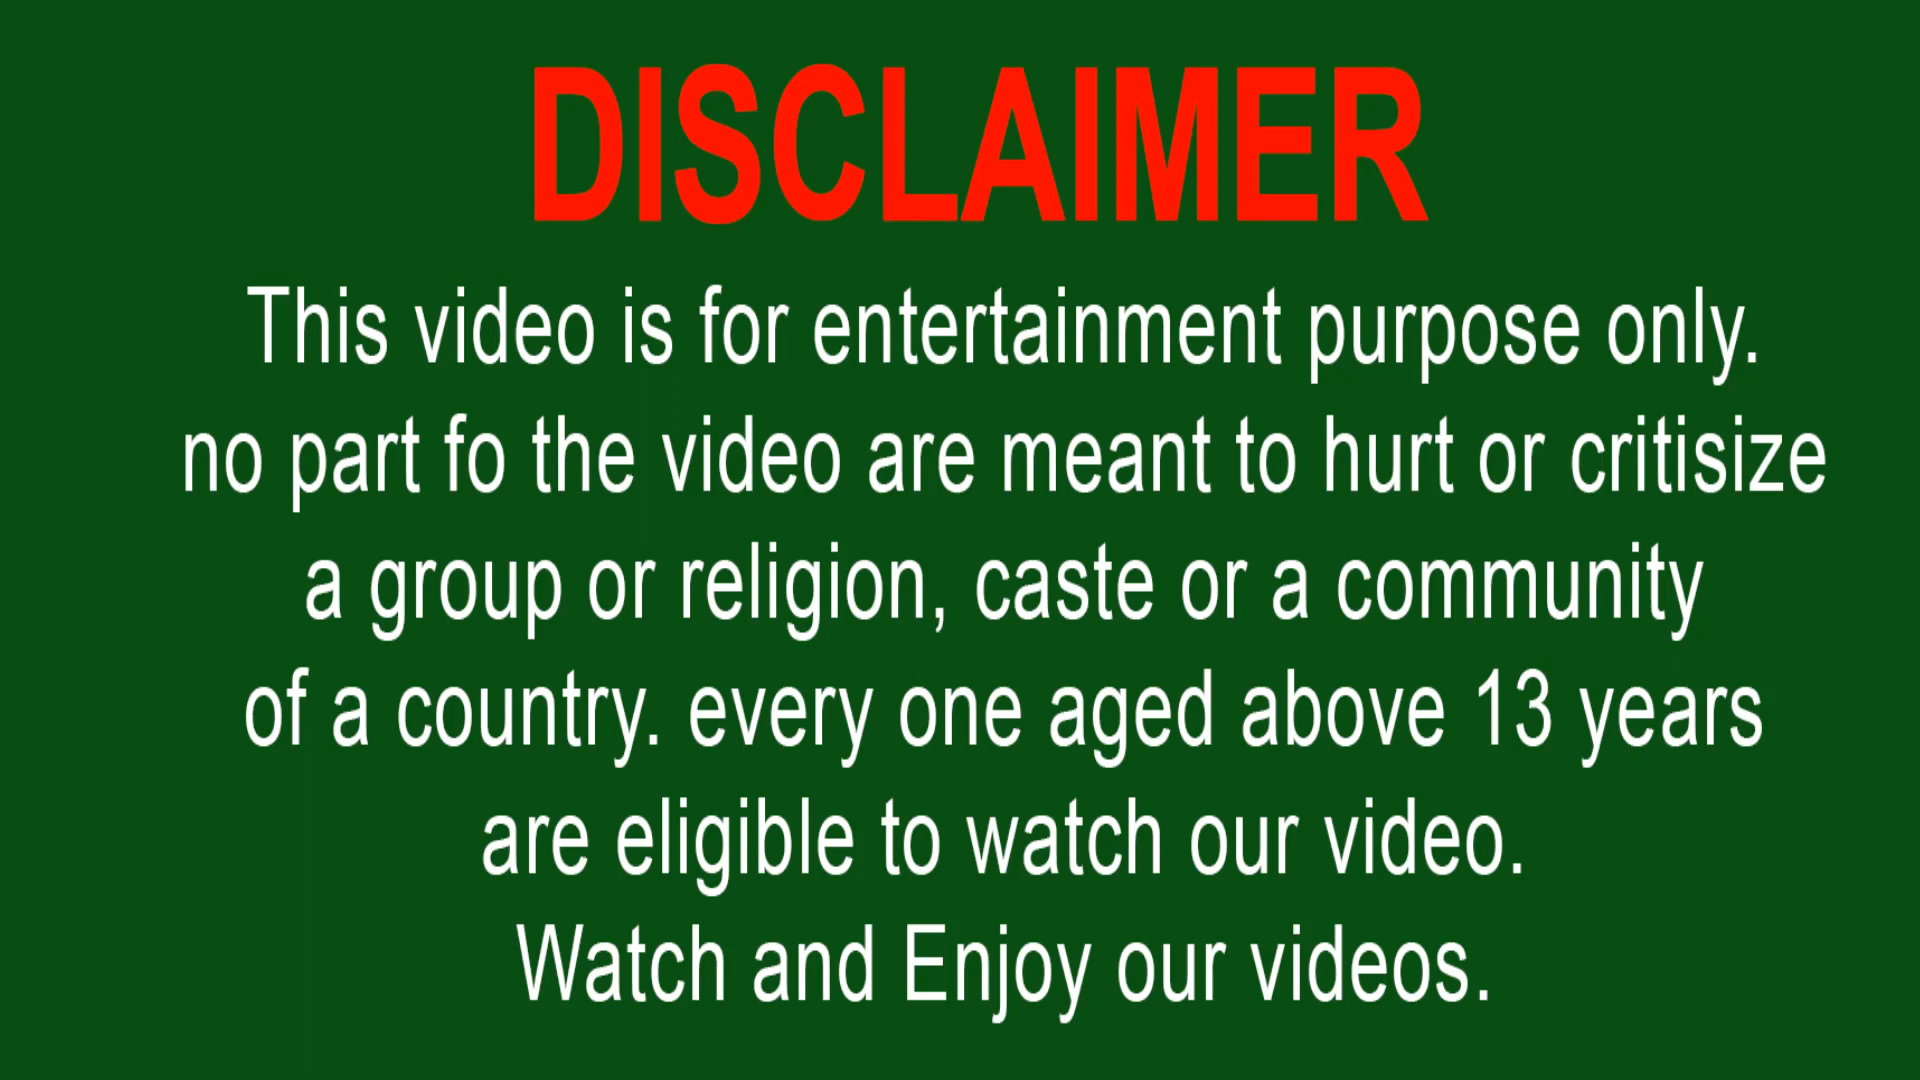 DISCLAIMER
This video is for entertainment purpose only.
no part fo the video are meant to hurt or critisize
a group or religion, caste or a community
of a country. every one aged above 13 years
are eligible to watch our video.
Watch and Enjoy our videos.